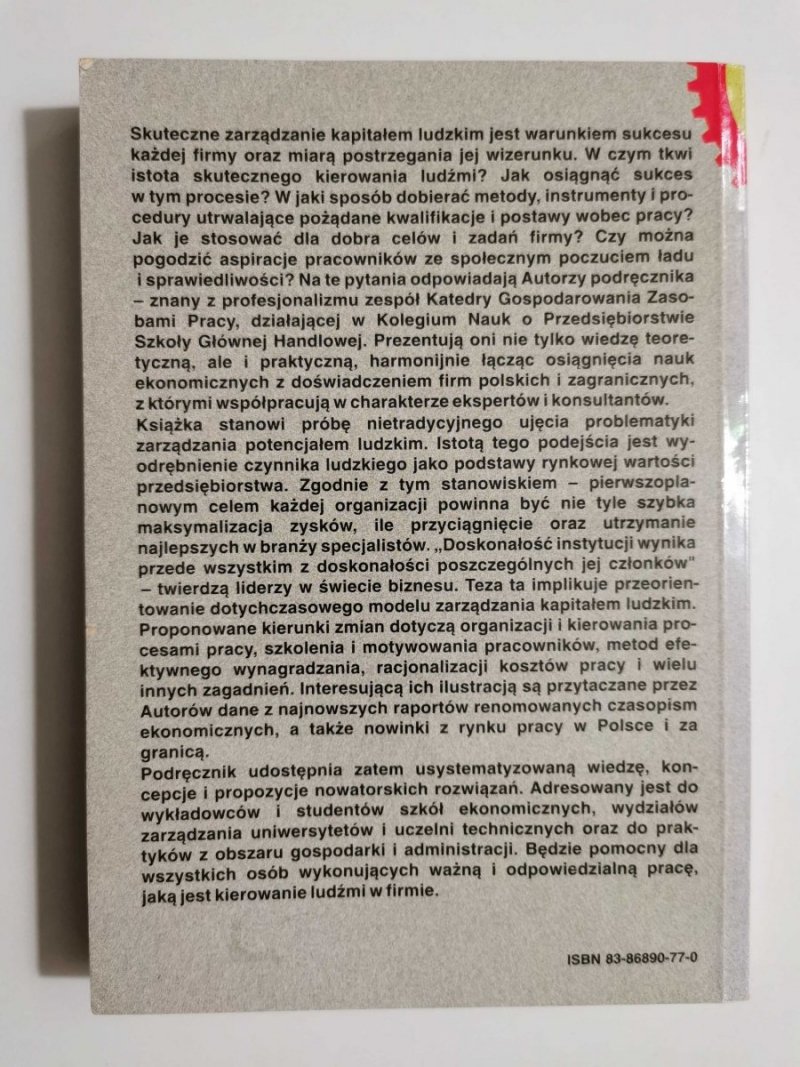 Skuteczne zarządzanie kapitałem ludzkim jest warunkiem sukcesu
każdej firmy oraz miarą postrzegania jej wizerunku. W czym tkwi
istota skutecznego kierowania ludźmi? Jak osiągnąć sukces
w tym procesie? W jaki sposób dobierać metody, instrumenty i pro-
cedury utrwalające pożądane kwalifikacje i postawy wobec pracy?
Jak je stosować dla dobra celów i zadań firmy? Czy można
pogodzić aspiracje pracowników ze społecznym poczuciem ładu
i sprawiedliwości? Na te pytania odpowiadają Autorzy podręcznika
– znany z profesjonalizmu zespół Katedry Gospodarowania Zaso-
bami Pracy, działającej w Kolegium Nauk o Przedsiębiorstwie
Szkoły Głównej Handlowej. Prezentują oni nie tylko wiedzę teore-
tyczną, ale i praktyczną, harmonijnie łącząc osiągnięcia nauk
ekonomicznych z doświadczeniem firm polskich i zagranicznych,
z którymi współpracują w charakterze ekspertów i konsultantów.
Książka stanowi próbę nietradycyjnego ujęcia problematyki
zarządzania potencjałem ludzkim. Istotą tego podejścia jest wy-
odrębnienie czynnika ludzkiego jako podstawy rynkowej wartości
przedsiębiorstwa. Zgodnie z tym stanowiskiem – pierwszopla-
nowym celem każdej organizacji powinna być nie tyle szybka
maksymalizacja zysków, ile przyciągnięcie oraz utrzymanie
najlepszych w branży specjalistów. „Doskonałość instytucji wynika
przede wszystkim z doskonałości poszczególnych jej członków"
– twierdzą liderzy w świecie biznesu. Teza ta implikuje przeorien-
towanie dotychczasowego modelu zarządzania kapitałem ludzkim.
Proponowane kierunki zmian dotyczą organizacji i kierowania pro-
cesami pracy, szkolenia i motywowania pracowników, metod efe-
ktywnego wynagradzania, racjonalizacji kosztów pracy i wielu
innych zagadnień. Interesującą ich ilustracją są przytaczane przez
Autorów dane z najnowszych raportów renomowanych czasopism
ekonomicznych, a także nowinki z rynku pracy w Polsce i za
granicą.
Podręcznik udostępnia zatem usystematyzowaną wiedzę, kon-
cepcje i propozycje nowatorskich rozwiązań. Adresowany jest do
wykładowców i studentów szkół ekonomicznych, wydziałów
zarządzania uniwersytetów i uczelni technicznych oraz do prak-
tyków z obszaru gospodarki i administracji. Będzie pomocny dla
wszystkich osób wykonujących ważną i odpowiedzialną pracę,
jaką jest kierowanie ludźmi w firmie.
ISBN 83-86890-77-0